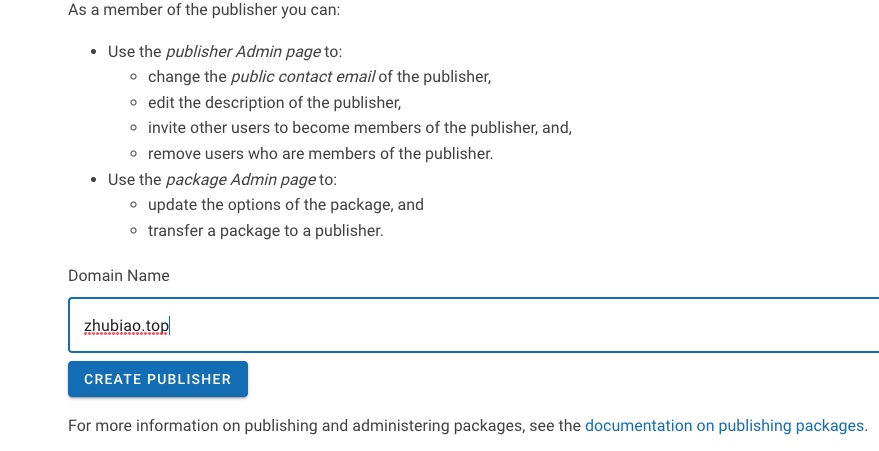 As a member of the publisher you can:
• Use the publisher Admin page to:
◦ change the public contact email of the publisher,
◦ edit the description of the publisher,
◦ invite other users to become members of the publisher, and,
◦ remove users who are members of the publisher.
• Use the package Admin page to:
◦ update the options of the package, and
◦ transfer a package to a publisher.
Domain Name
zhubiao.top
CREATE PUBLISHER
For more information on publishing and administering packages, see the documentation on publishing packages.